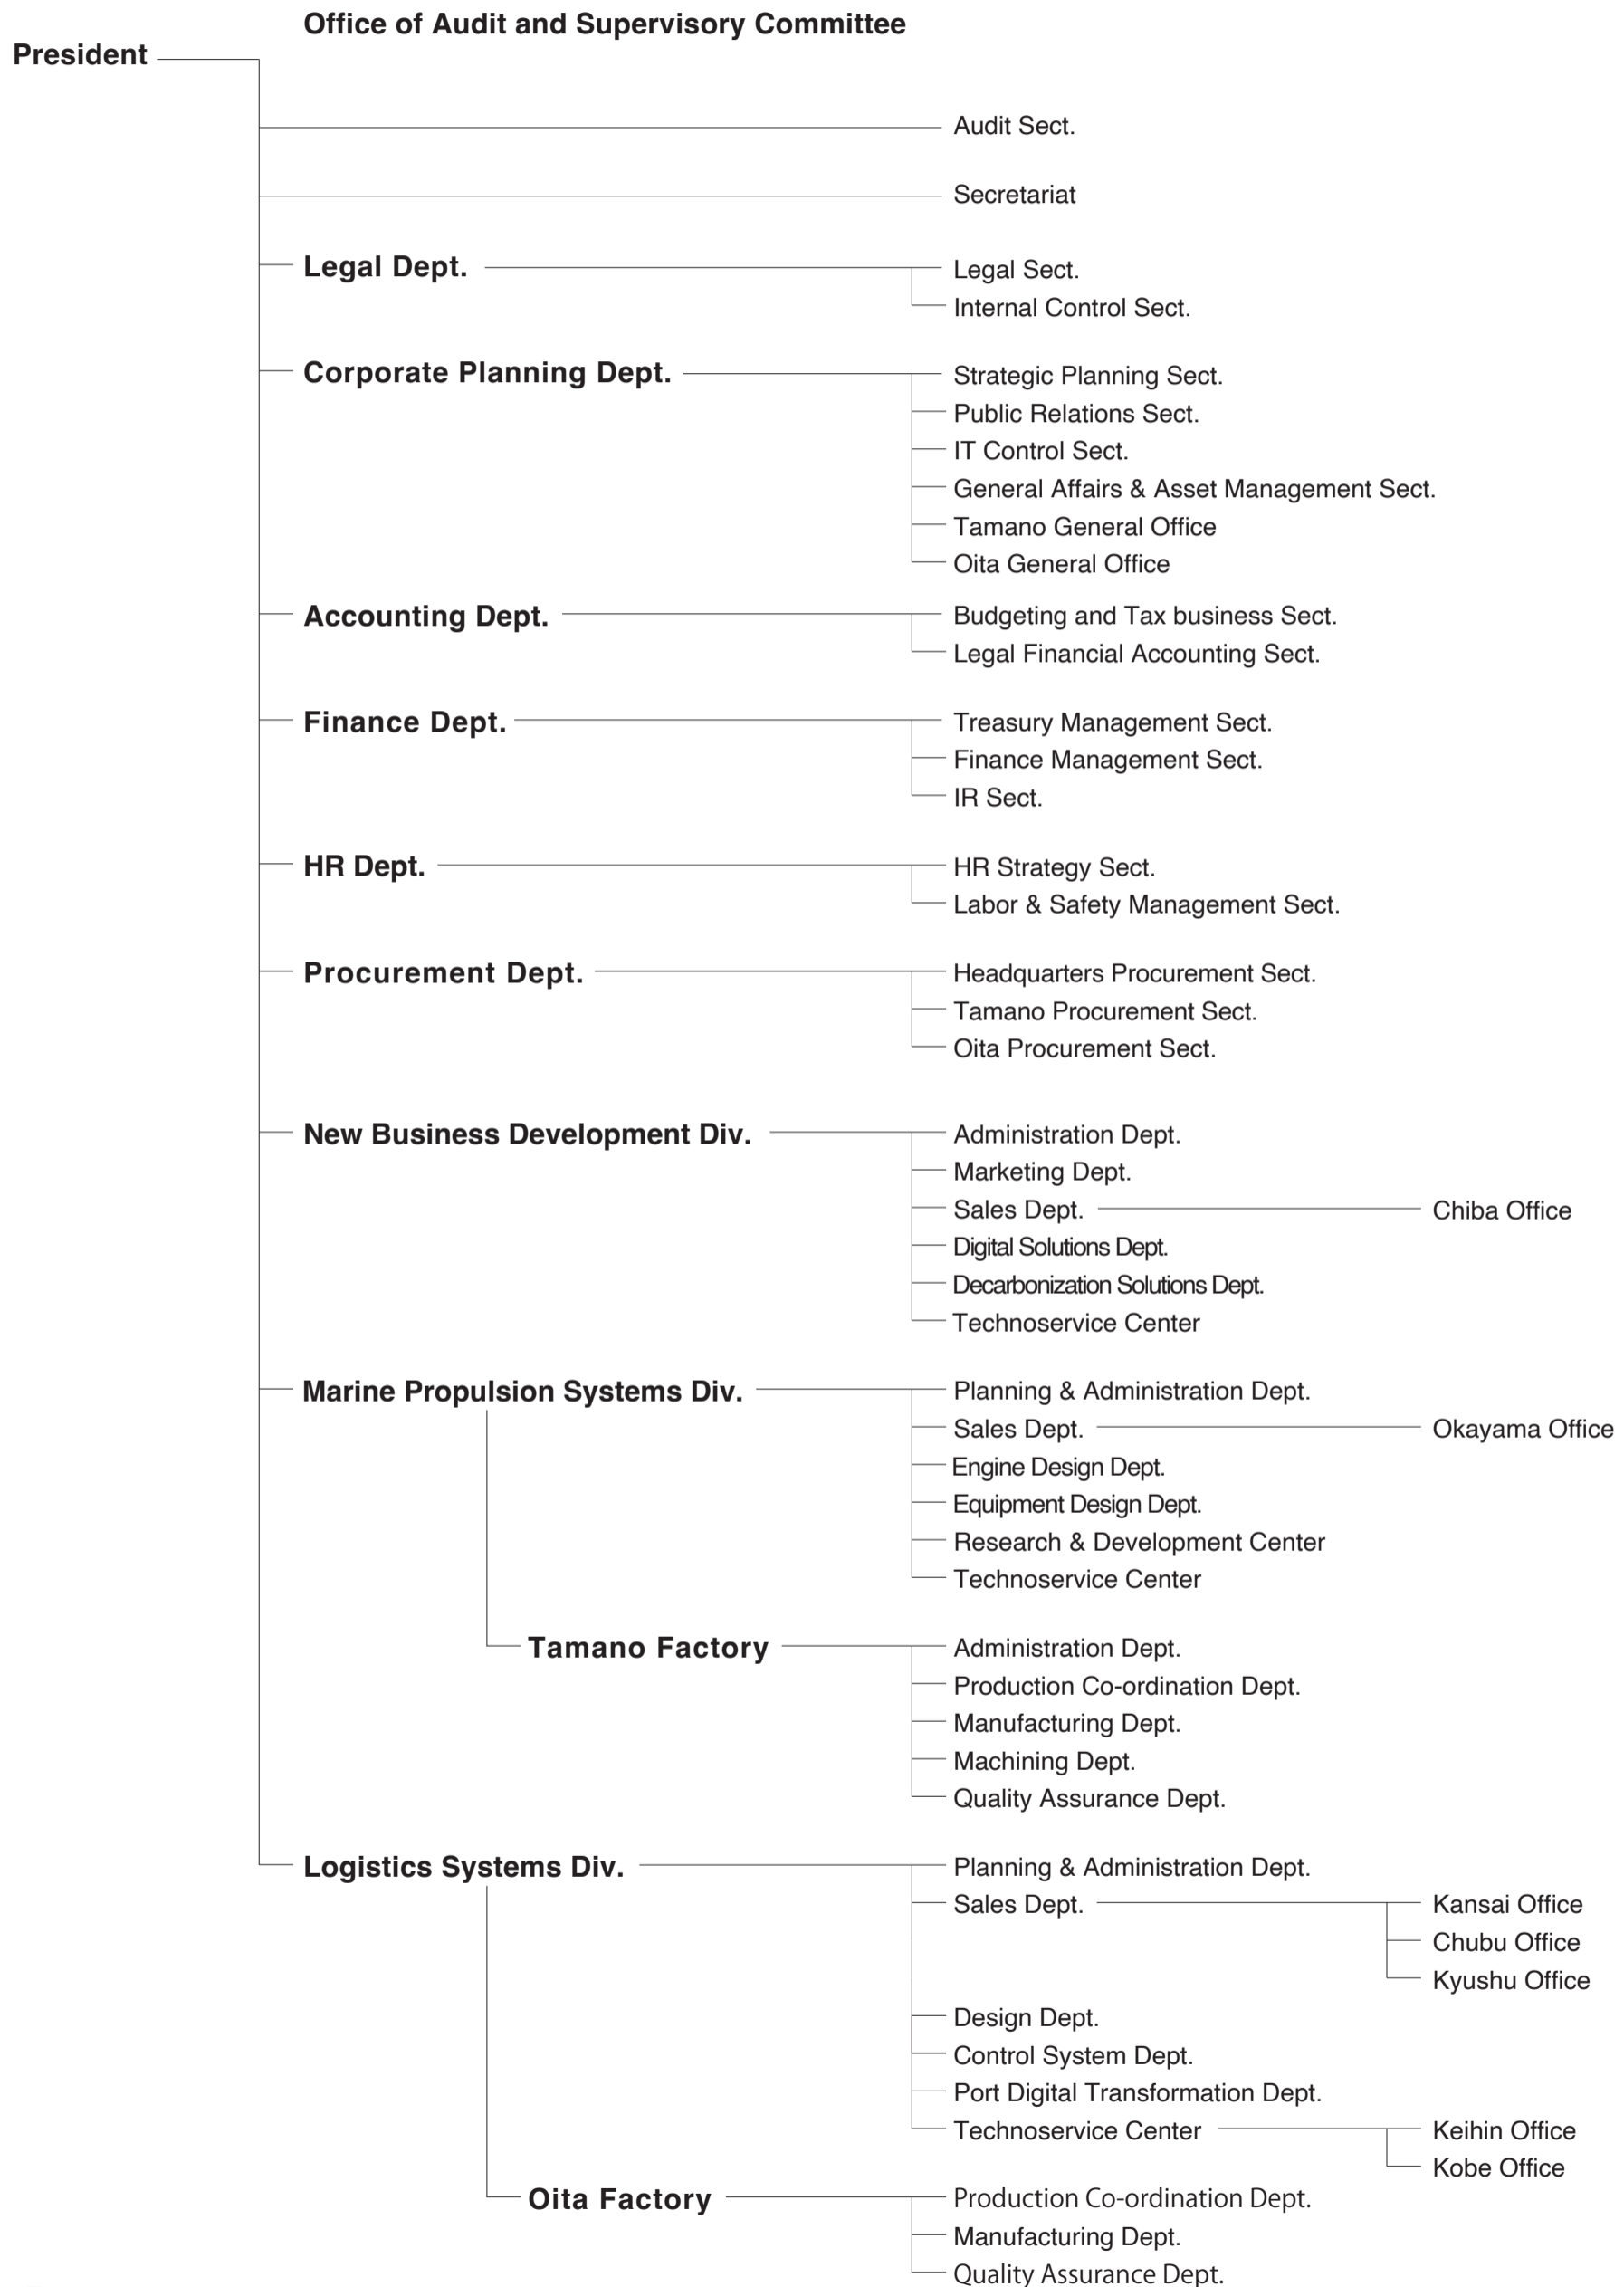 Office of Audit and Supervisory Committee
President
Audit Sect.
Secretariat
Legal Dept.
Legal Sect.
Internal Control Sect.
Corporate Planning Dept.
Strategic Planning Sect.
Public Relations Sect.
IT Control Sect.
General Affairs & Asset Management Sect.
Tamano General Office
Oita General Office
Accounting Dept.
Budgeting and Tax business Sect.
Legal Financial Accounting Sect.
Finance Dept.
Treasury Management Sect.
Finance Management Sect.
IR Sect.
HR Dept.
HR Strategy Sect.
Labor & Safety Management Sect.
Procurement Dept.
Headquarters Procurement Sect.
Tamano Procurement Sect.
Oita Procurement Sect.
New Business Development Div.
Administration Dept.
Marketing Dept.
Sales Dept.
Chiba Office
Digital Solutions Dept.
Decarbonization Solutions Dept.
Technoservice Center
Marine Propulsion Systems Div.
Planning & Administration Dept.
Sales Dept.
Okayama Office
Engine Design Dept.
Equipment Design Dept.
Research & Development Center
Technoservice Center
Tamano Factory
Administration Dept.
Production Co-ordination Dept.
Manufacturing Dept.
Machining Dept.
Quality Assurance Dept.
Logistics Systems Div.
Planning & Administration Dept.
Sales Dept.
Kansai Office
Chubu Office
Kyushu Office
Design Dept.
Control System Dept.
Port Digital Transformation Dept.
Technoservice Center
Keihin Office
Kobe Office
Oita Factory
Production Co-ordination Dept.
Manufacturing Dept.
Quality Assurance Dept.